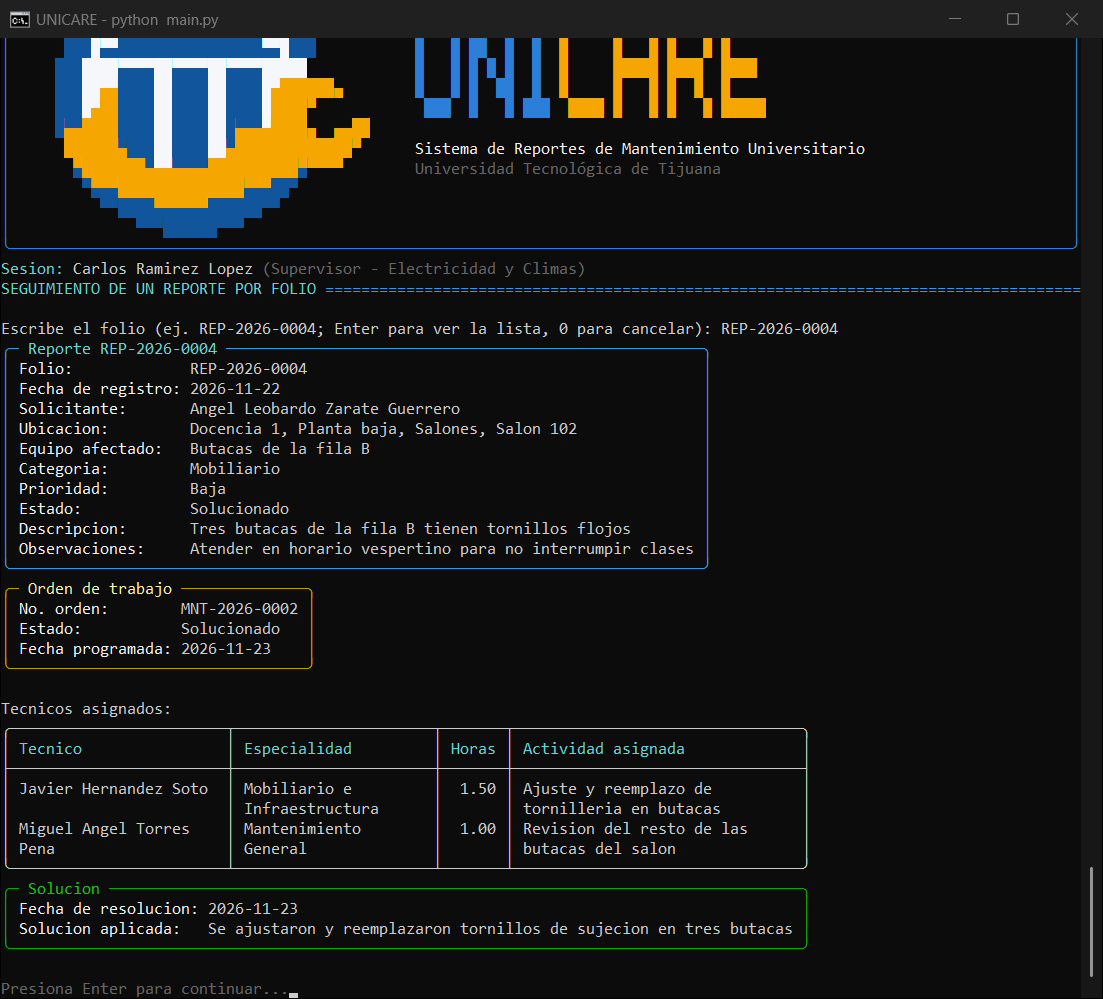 UNICARE - python  main.py
UNICARE
Sistema de Reportes de Mantenimiento Universitario
Universidad Tecnológica de Tijuana
Sesion: Carlos Ramirez Lopez (Supervisor - Electricidad y Climas)
SEGUIMIENTO DE UN REPORTE POR FOLIO ====================================================================================
Escribe el folio (ej. REP-2026-0004; Enter para ver la lista, 0 para cancelar): REP-2026-0004
Reporte REP-2026-0004
Folio: REP-2026-0004
Fecha de registro: 2026-11-22
Solicitante: Angel Leobardo Zarate Guerrero
Ubicacion: Docencia 1, Planta baja, Salones, Salon 102
Equipo afectado: Butacas de la fila B
Categoria: Mobiliario
Prioridad: Baja
Estado: Solucionado
Descripcion: Tres butacas de la fila B tienen tornillos flojos
Observaciones: Atender en horario vespertino para no interrumpir clases
Orden de trabajo
No. orden: MNT-2026-0002
Estado: Solucionado
Fecha programada: 2026-11-23
Tecnicos asignados:
Tecnico Especialidad Horas Actividad asignada
Javier Hernandez Soto Mobiliario e 1.50 Ajuste y reemplazo de
Infraestructura tornilleria en butacas
Miguel Angel Torres Mantenimiento 1.00 Revision del resto de las
Pena General butacas del salon
Solucion
Fecha de resolucion: 2026-11-23
Solucion aplicada: Se ajustaron y reemplazaron tornillos de sujecion en tres butacas
Presiona Enter para continuar...